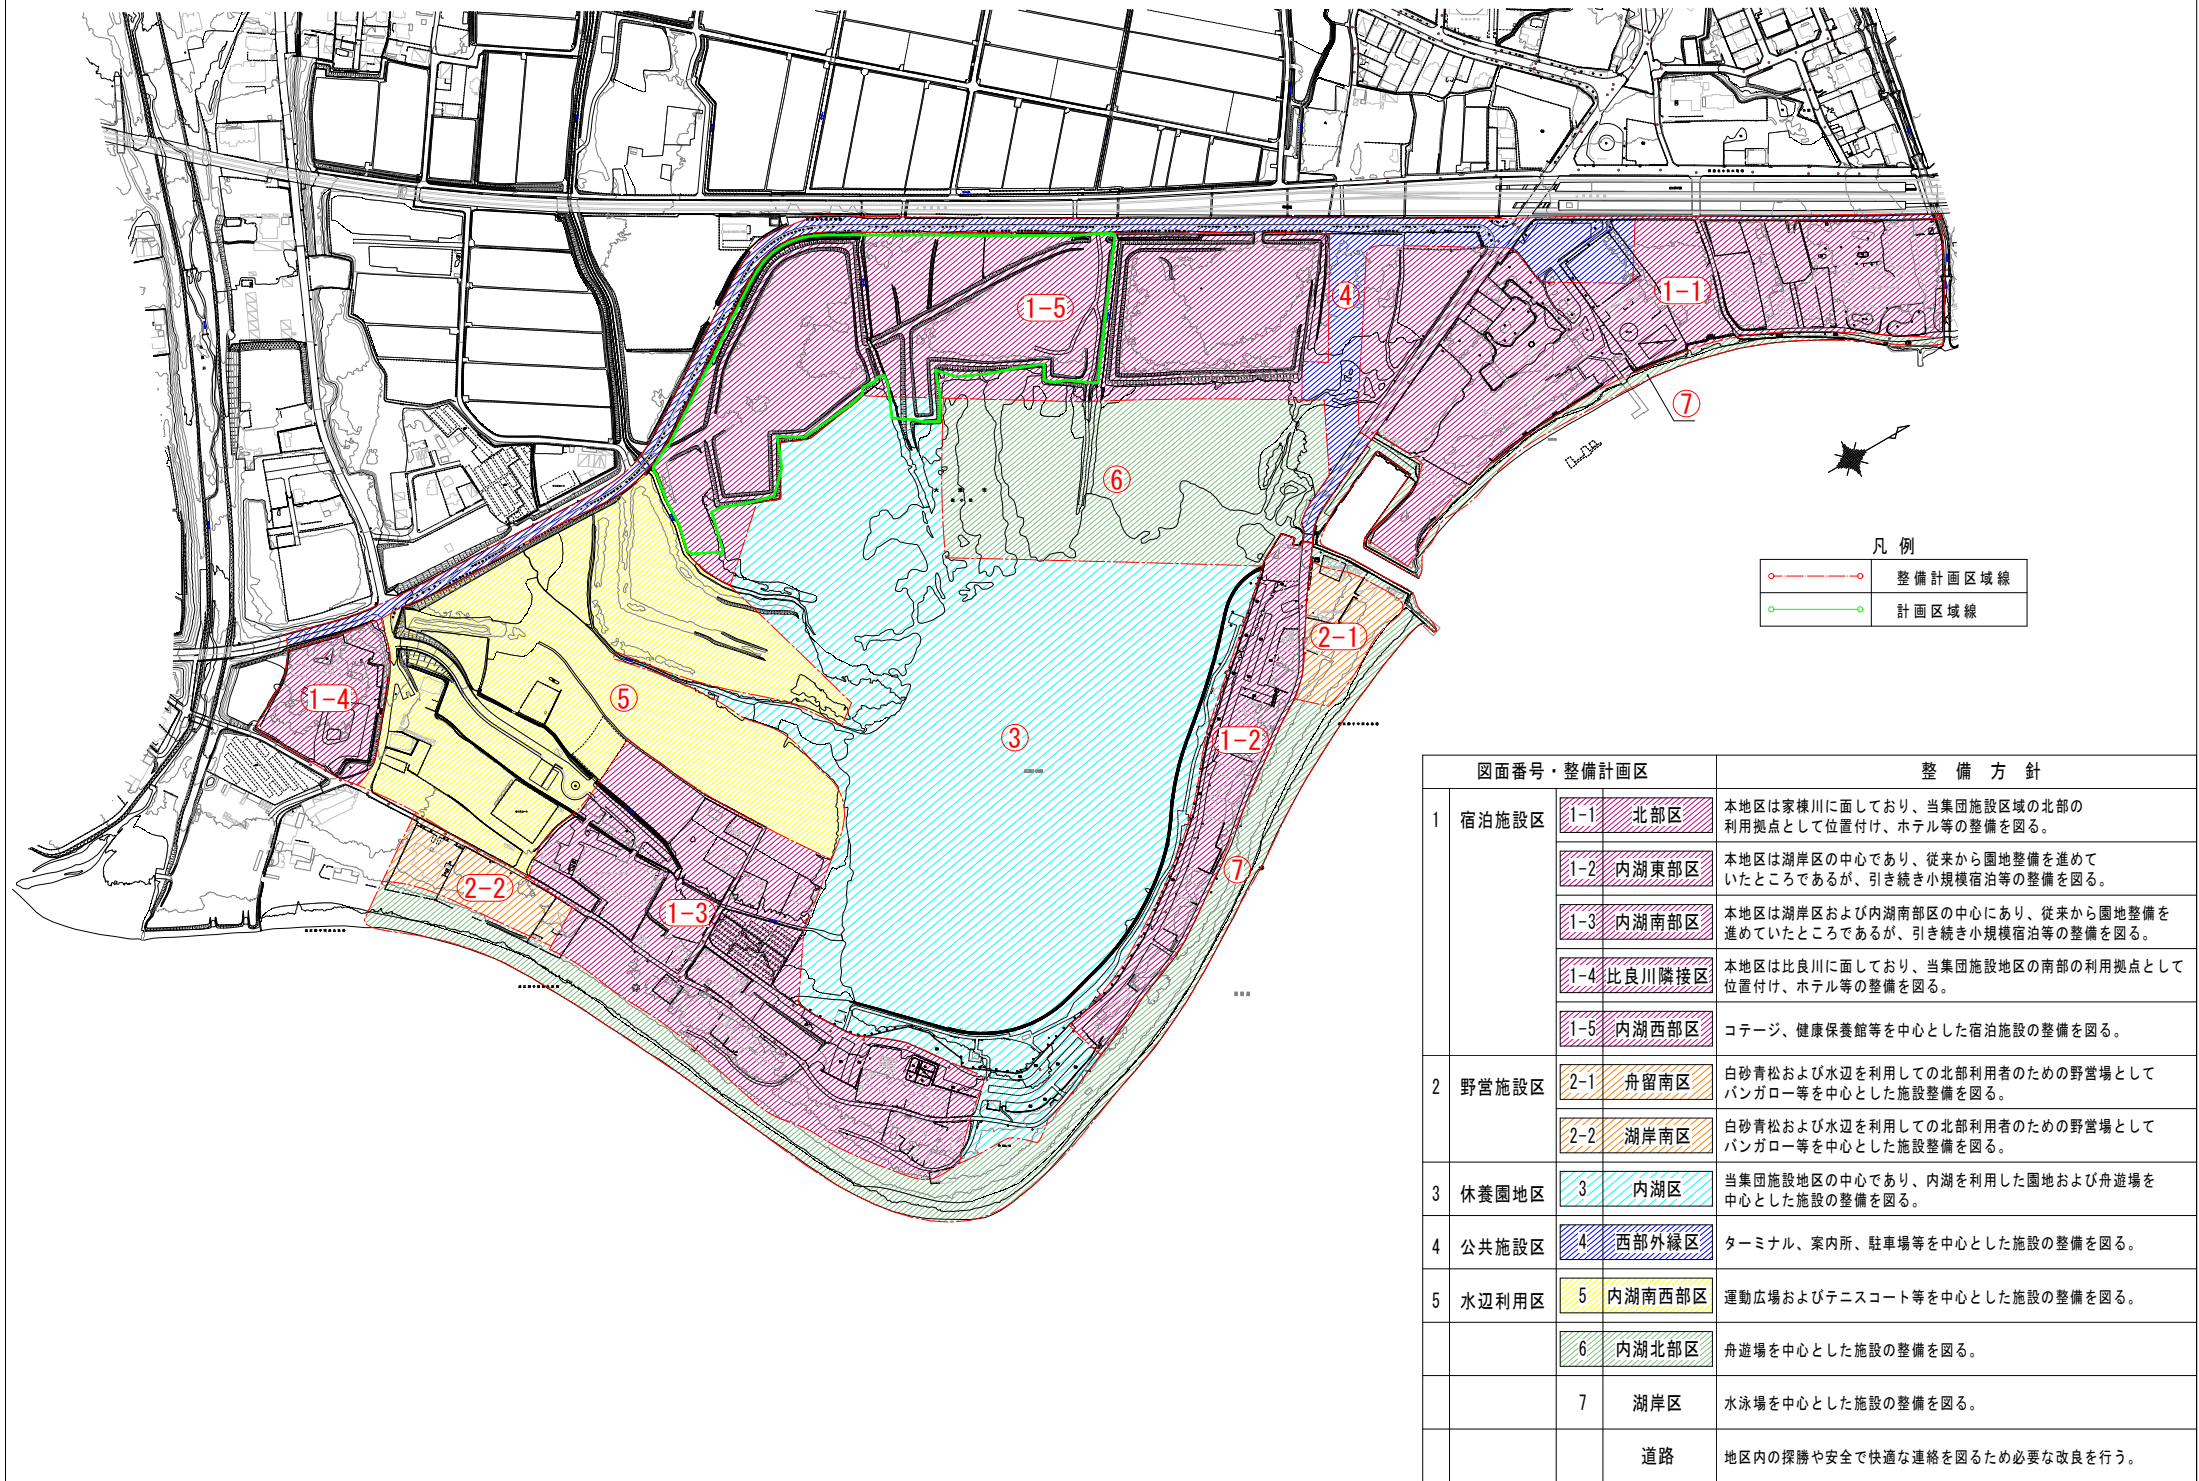 1-5
4
1-1
⑦
⑥
凡例
整備計画区域線
計画区域線
2-1
1-4
⑤
③
1-2
⑦
2-2
1-3
図面番号・整備計画区
整備方針
1 宿泊施設区
1-1 北部区
本地区は家棟川に面しており、当集団施設区域の北部の
利用拠点として位置付け、ホテル等の整備を図る。
1-2 内湖東部区
本地区は湖岸区の中心であり、従来から園地整備を進めて
いたところであるが、引き続き小規模宿泊等の整備を図る。
1-3 内湖南部区
本地区は湖岸区および内湖南部区の中心にあり、従来から園地整備を
進めていたところであるが、引き続き小規模宿泊等の整備を図る。
1-4 比良川隣接区
本地区は比良川に面しており、当集団施設地区の南部の利用拠点として
位置付け、ホテル等の整備を図る。
1-5 内湖西部区
コテージ、健康保養館等を中心とした宿泊施設の整備を図る。
2 野営施設区
2-1 舟留南区
白砂青松および水辺を利用しての北部利用者のための野営場として
バンガロー等を中心とした施設整備を図る。
2-2 湖岸南区
白砂青松および水辺を利用しての北部利用者のための野営場として
バンガロー等を中心とした施設整備を図る。
3 休養園地区
3 内湖区
当集団施設地区の中心であり、内湖を利用した園地および舟遊場を
中心とした施設の整備を図る。
4 公共施設区
4 西部外縁区
ターミナル、案内所、駐車場等を中心とした施設の整備を図る。
5 水辺利用区
5 内湖南西部区
運動広場およびテニスコート等を中心とした施設の整備を図る。
6 内湖北部区
舟遊場を中心とした施設の整備を図る。
7 湖岸区
水泳場を中心とした施設の整備を図る。
道路
地区内の探勝や安全で快適な連絡を図るため必要な改良を行う。